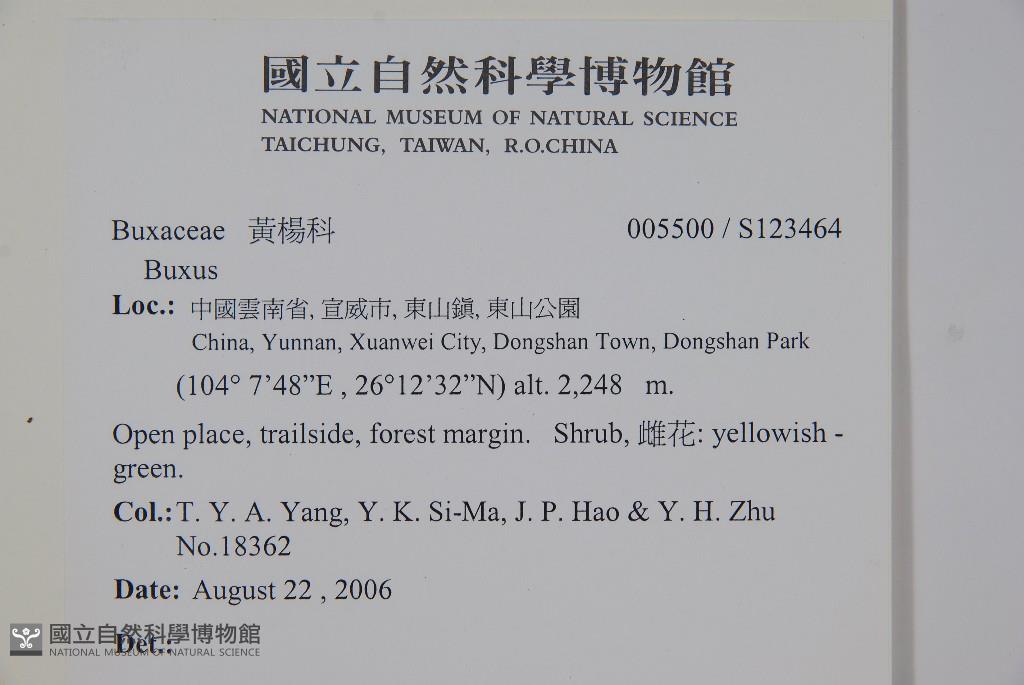 國立自然科學博物館
NATIONAL MUSEUM OF NATURAL SCIENCE
TAICHUNG, TAIWAN, R.O.CHINA
Buxaceae 黃楊科 005500 / S123464
Buxus
Loc.: 中國雲南省, 宣威市, 東山鎮, 東山公園
China, Yunnan, Xuanwei City, Dongshan Town, Dongshan Park
(104° 7’48”E , 26°12’32”N) alt. 2,248 m.
Open place, trailside, forest margin. Shrub, 雌花: yellowish -
green.
Col.: T. Y. A. Yang, Y. K. Si-Ma, J. P. Hao & Y. H. Zhu
No.18362
Date: August 22 , 2006
Det.:
國立自然科學博物館
NATIONAL MUSEUM OF NATURAL SCIENCE